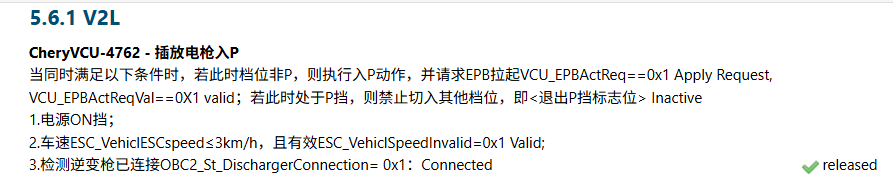 5.6.1 V2L
CheryVCU-4762 - 插放电枪入P
当同时满足以下条件时，若此时档位非P，则执行入P动作，并请求EPB拉起VCU_EPBActReq==0x1 Apply Request,
VCU_EPBActReqVal==0X1 valid；若此时处于P挡，则禁止切入其他档位，即<退出P挡标志位> Inactive
1.电源ON挡；
2.车速ESC_VehiclESCspeed≤3km/h，且有效ESC_VehiclSpeedInvalid=0x1 Valid;
3.检测逆变枪已连接OBC2_St_DischargerConnection= 0x1：Connected
released